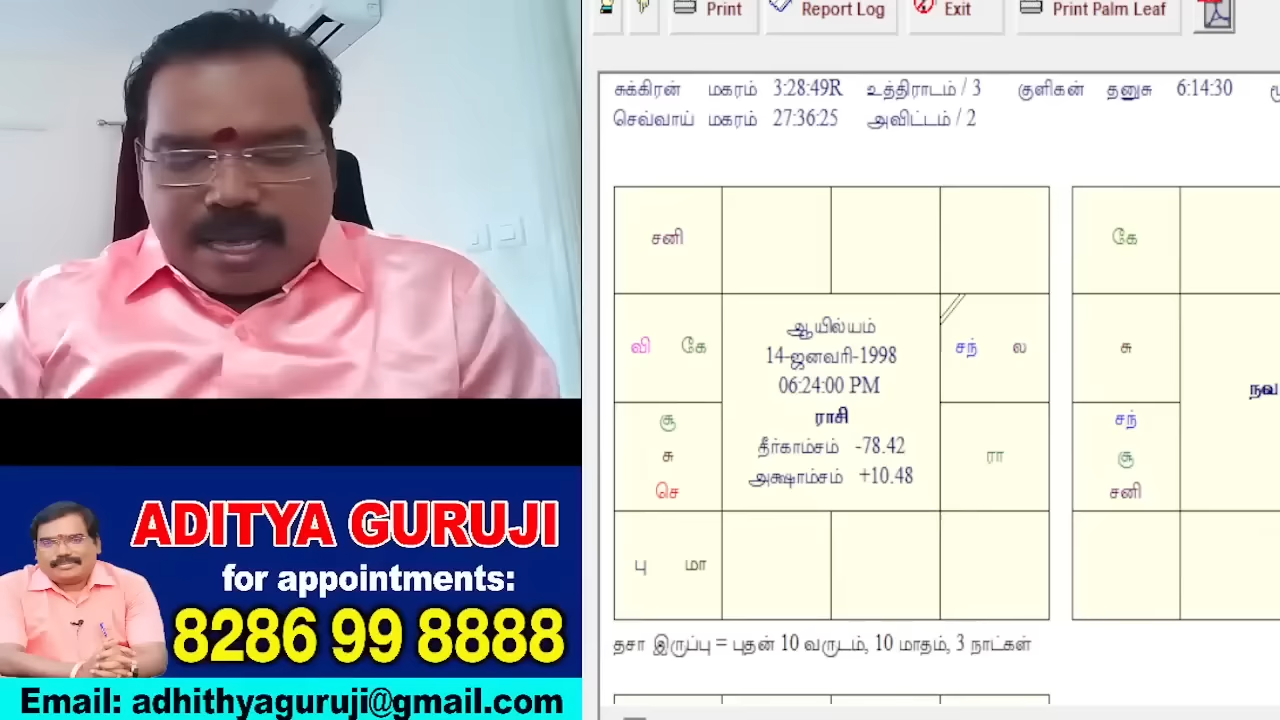 Print Report Log Exit Print Palm Leaf
சுக்கிரன் மகரம் 3:28:49R உத்திராடம் / 3 குளிகன் தனுசு 6:14:30
செவ்வாய் மகரம் 27:36:25 அவிட்டம் / 2
சனி
வி கே
சூ
சு
செ
பு மா
ஆயில்யம்
14-ஜனவரி-1998
06:24:00 PM
ராசி
தீர்காம்சம் -78.42
அக்ஷாம்சம் +10.48
சந் ல
ரா
கே
சு
சந்
சூ
சனி
நவ
தசா இருப்பு = புதன் 10 வருடம், 10 மாதம், 3 நாட்கள்
ADITYA GURUJI
for appointments:
8286 99 8888
Email: adhithyaguruji@gmail.com